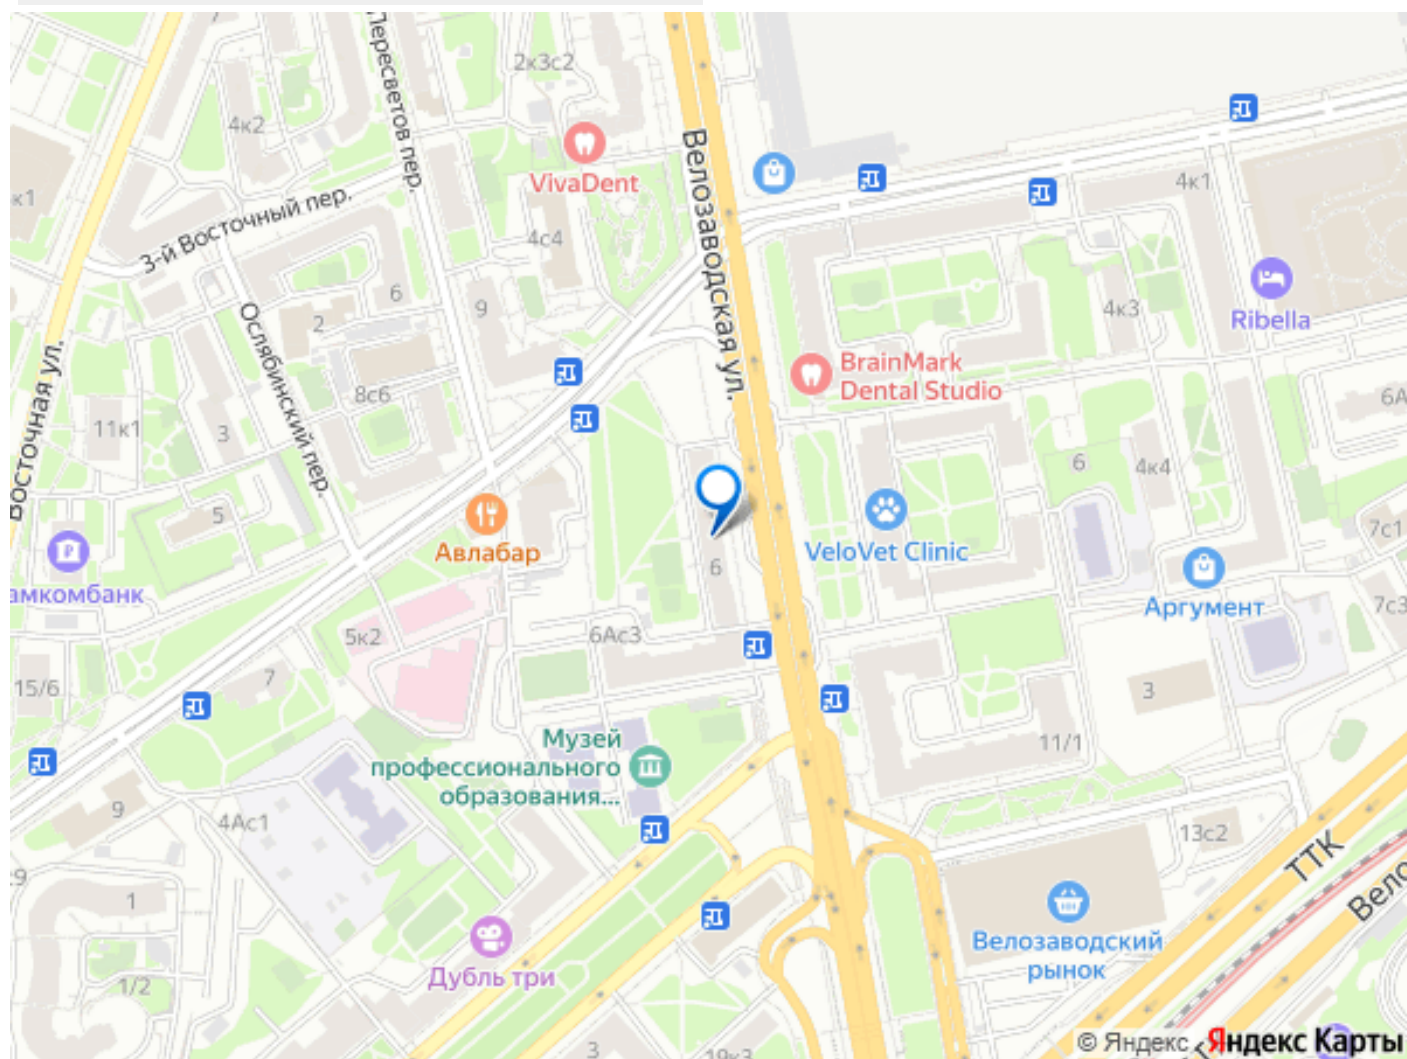 7
Пересветов пер.
2к3с2
4к2
VivaDent
Велозаводская ул.
4к1
к1
3-й Восточный пер.
4с4
6
9
2
4к3
Ribella
Ослябинский пер.
Восточная ул.
BrainMark
Dental Studio
8с6
6А
11к1
3
6
4к4
5
7с1
Авлабар
VeloVet Clinic
6
амкомбанк
Аргумент
7с3
5к2
6Ас3
15/6
7
3
11/1
Музей
профессионального
образования...
9
4Ас1
13с2
ТТК
Вело
1
Велозаводский
рынок
Дубль три
1/2
3
19к3
© Яндекс
Яндекс Карты